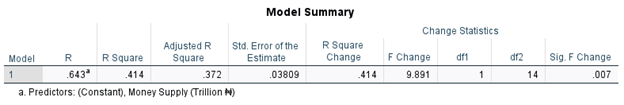 Model Summary
Change Statistics
Model R R Square Adjusted R Square Std. Error of the Estimate R Square Change F Change df1 df2 Sig. F Change
1 .643a .414 .372 .03809 .414 9.891 1 14 .007
a. Predictors: (Constant), Money Supply (Trillion ₦)